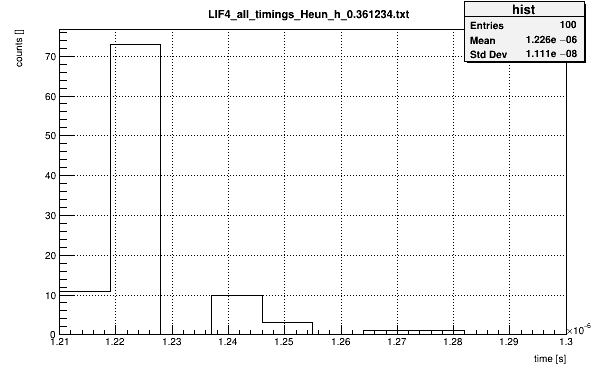 LIF4_all_timings_Heun_h_0.361234.txt
hist
Entries 100
Mean 1.226e −06
Std Dev 1.111e −08
counts []
70
60
50
40
30
20
10
0
1.21 1.22 1.23 1.24 1.25 1.26 1.27 1.28 1.29 1.3
×10⁻⁶
time [s]